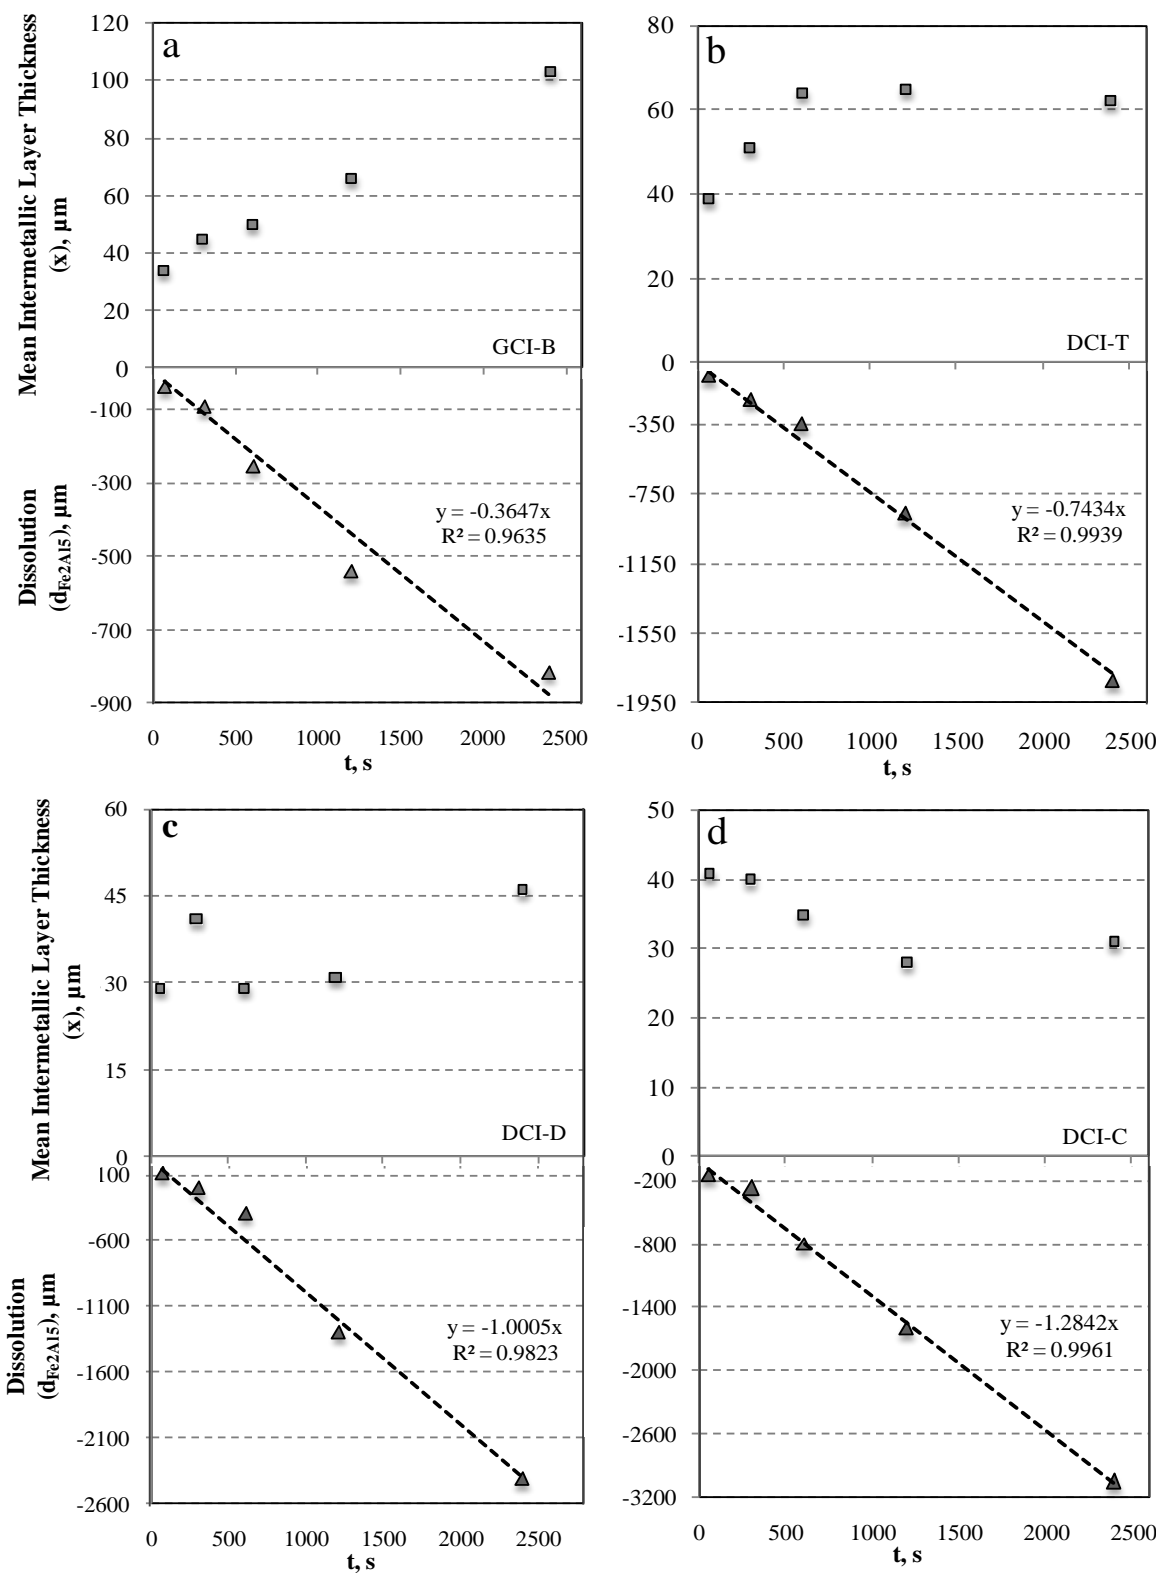 a
Mean Intermetallic Layer Thickness
(x), µm
120
100
80
60
40
20
0
GCI-B
Dissolution
(dFe2Al5), µm
-100
-300
-500
-700
-900
y = -0.3647x
R² = 0.9635
0 500 1000 1500 2000 2500
t, s
b
80
60
40
20
0
DCI-T
-350
-750
-1150
-1550
-1950
y = -0.7434x
R² = 0.9939
0 500 1000 1500 2000 2500
t, s
c
Mean Intermetallic Layer Thickness
(x), µm
60
45
30
15
0
DCI-D
Dissolution
(dFe2Al5), µm
100
-600
-1100
-1600
-2100
-2600
y = -1.0005x
R² = 0.9823
0 500 1000 1500 2000 2500
t, s
d
50
40
30
20
10
0
DCI-C
-200
-800
-1400
-2000
-2600
-3200
y = -1.2842x
R² = 0.9961
0 500 1000 1500 2000 2500
t, s